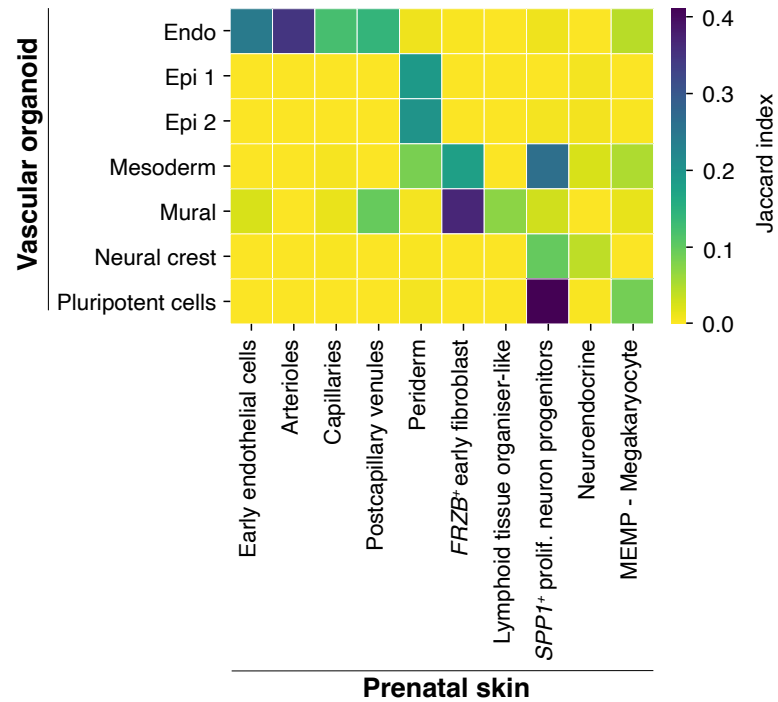 Vascular organoid
Endo
Epi 1
Epi 2
Mesoderm
Mural
Neural crest
Pluripotent cells
0.4
0.3
0.2
0.1
0.0
Jaccard index
Early endothelial cells
Arterioles
Capillaries
Postcapillary venules
Periderm
FRZB⁺ early fibroblast
Lymphoid tissue organiser-like
SPP1⁺ prolif. neuron progenitors
Neuroendocrine
MEMP - Megakaryocyte
Prenatal skin